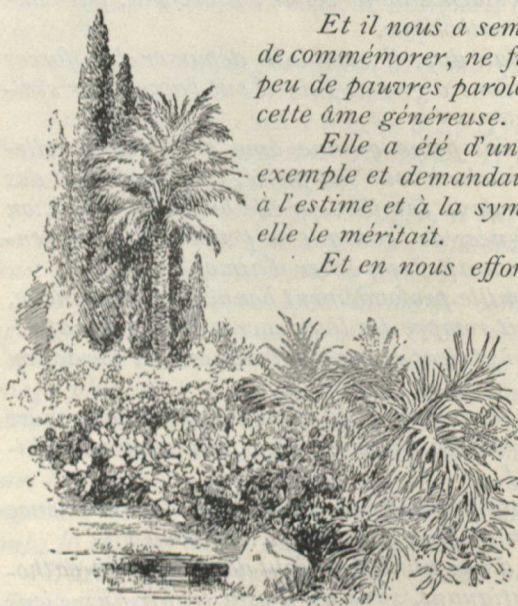 Et il nous a sem
de commémorer, ne f
peu de pauvres parol
cette âme généreuse.
Elle a été d'un
exemple et demandai
à l'estime et à la sym
elle le méritait.
Et en nous effor